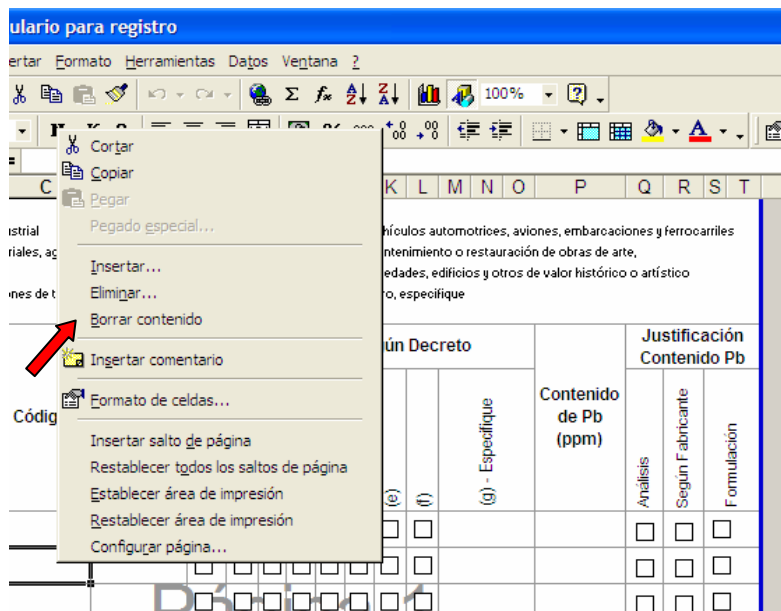 ulario para registro
ertar Formato Herramientas Datos Ventana ?
Σ fx 100%
=
C K L M N O P Q R S T
Cortar
Copiar
Pegar
Pegado especial...
Insertar...
Eliminar...
Borrar contenido
Insertar comentario
Formato de celdas...
Insertar salto de página
Restablecer todos los saltos de página
Establecer área de impresión
Restablecer área de impresión
Configurar página...
strial
riales, ag
ones de t
hículos automotrices, aviones, embarcaciones y ferrocarriles
ntenimiento o restauración de obras de arte,
edades, edificios y otros de valor histórico o artístico
ro, especifique
ún Decreto
Justificación
Contenido Pb
Códig
Contenido
de Pb
(ppm)
(e)
(f)
(g) - Especifique
Análisis
Según Fabricante
Formulación
Página 1